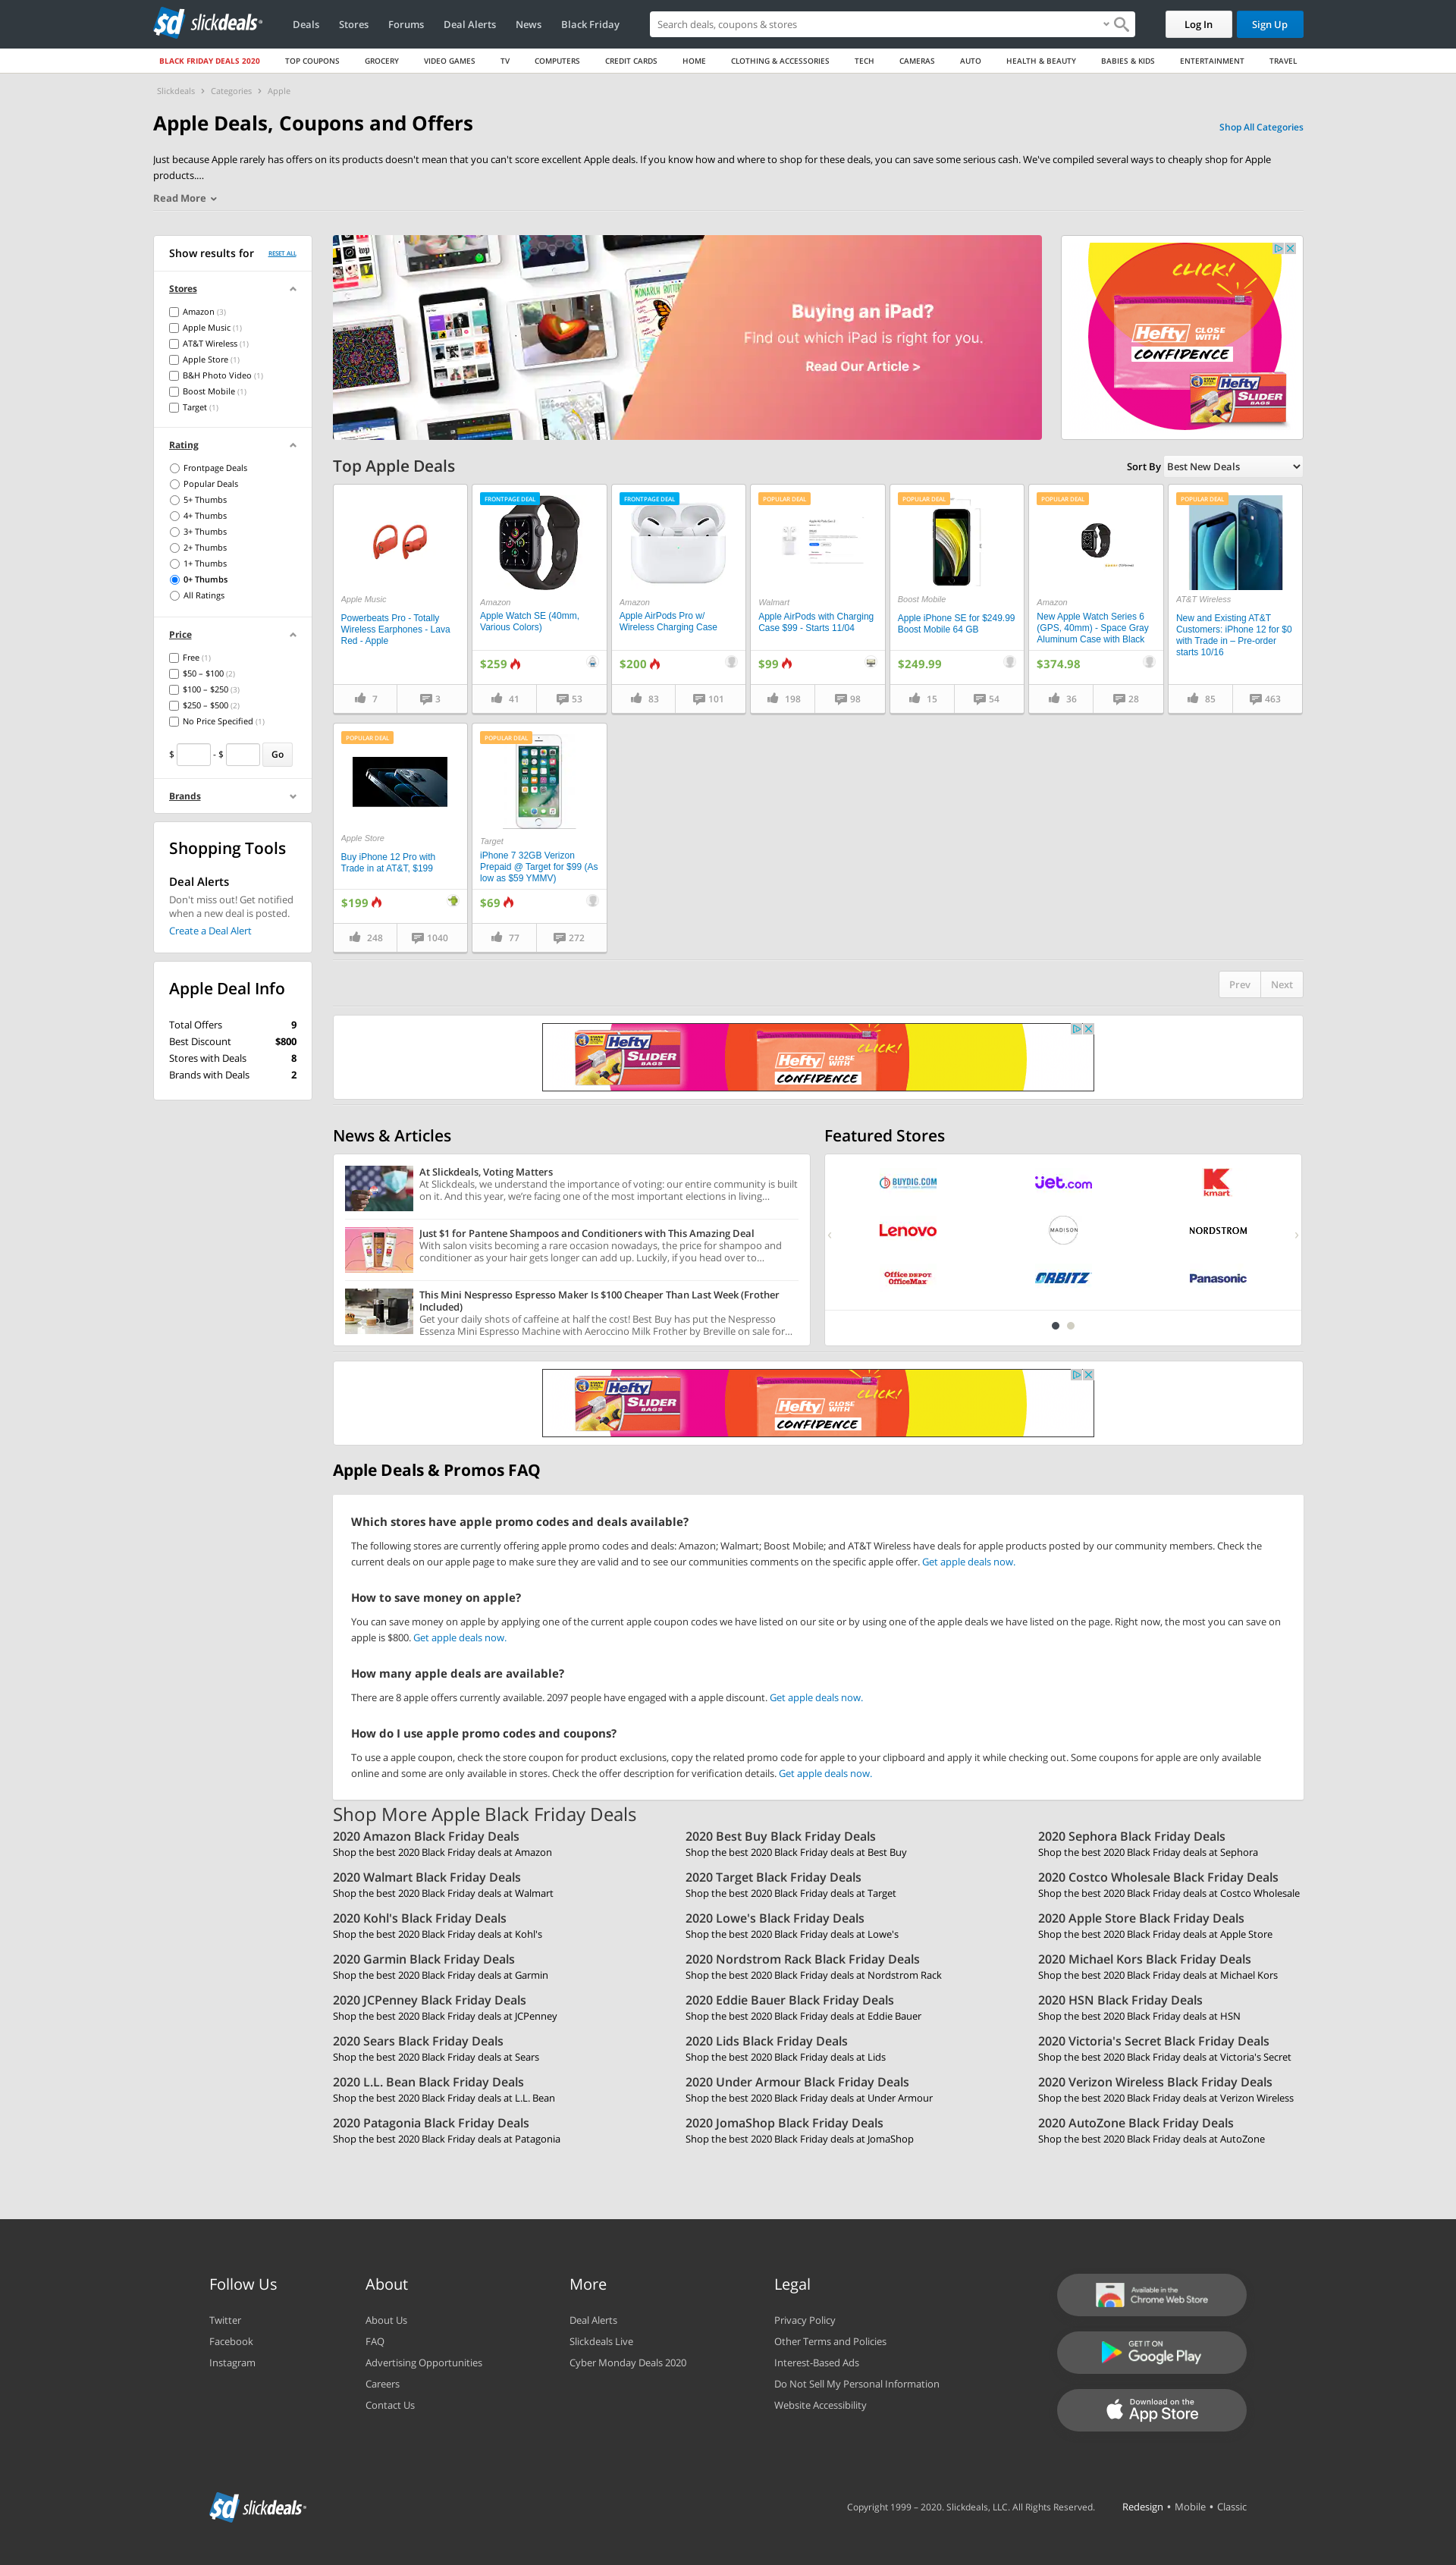 sd slickdeals
Deals Stores Forums Deal Alerts News Black Friday
Search deals, coupons & stores
Log In Sign Up
BLACK FRIDAY DEALS 2020 TOP COUPONS GROCERY VIDEO GAMES TV COMPUTERS CREDIT CARDS HOME CLOTHING & ACCESSORIES TECH CAMERAS AUTO HEALTH & BEAUTY BABIES & KIDS ENTERTAINMENT TRAVEL
Slickdeals › Categories › Apple
Apple Deals, Coupons and Offers
Shop All Categories
Just because Apple rarely has offers on its products doesn't mean that you can't score excellent Apple deals. If you know how and where to shop for these deals, you can save some serious cash. We've compiled several ways to cheaply shop for Apple
products.…
Read More
Show results for RESET ALL
Stores
Amazon (3)
Apple Music (1)
AT&T Wireless (1)
Apple Store (1)
B&H Photo Video (1)
Boost Mobile (1)
Target (1)
Rating
Frontpage Deals
Popular Deals
5+ Thumbs
4+ Thumbs
3+ Thumbs
2+ Thumbs
1+ Thumbs
0+ Thumbs
All Ratings
Price
Free (1)
$50 – $100 (2)
$100 – $250 (3)
$250 – $500 (2)
No Price Specified (1)
$ - $ Go
Brands
Shopping Tools
Deal Alerts
Don't miss out! Get notified
when a new deal is posted.
Create a Deal Alert
Apple Deal Info
Total Offers 9
Best Discount $800
Stores with Deals 8
Brands with Deals 2
Buying an iPad?
Find out which iPad is right for you.
Read Our Article >
CLICK!
Hefty
CLOSE WITH
CONFIDENCE
Hefty
SLIDER
BAGS
Top Apple Deals
Sort By Best New Deals
Apple Music
Powerbeats Pro - Totally
Wireless Earphones - Lava
Red - Apple
7 3
FRONTPAGE DEAL
Amazon
Apple Watch SE (40mm,
Various Colors)
$259
41 53
FRONTPAGE DEAL
Amazon
Apple AirPods Pro w/
Wireless Charging Case
$200
83 101
POPULAR DEAL
Walmart
Apple AirPods with Charging
Case $99 - Starts 11/04
$99
198 98
POPULAR DEAL
Boost Mobile
Apple iPhone SE for $249.99
Boost Mobile 64 GB
$249.99
15 54
POPULAR DEAL
Amazon
New Apple Watch Series 6
(GPS, 40mm) - Space Gray
Aluminum Case with Black
$374.98
36 28
POPULAR DEAL
AT&T Wireless
New and Existing AT&T
Customers: iPhone 12 for $0
with Trade in – Pre-order
starts 10/16
85 463
POPULAR DEAL
Apple Store
Buy iPhone 12 Pro with
Trade in at AT&T, $199
$199
248 1040
POPULAR DEAL
Target
iPhone 7 32GB Verizon
Prepaid @ Target for $99 (As
low as $59 YMMV)
$69
77 272
Prev Next
Hefty
SLIDER
BAGS
Hefty
CLOSE WITH
CONFIDENCE
CLICK!
News & Articles
At Slickdeals, Voting Matters
At Slickdeals, we understand the importance of voting: our entire community is built
on it. And this year, we're facing one of the most important elections in living...
Just $1 for Pantene Shampoos and Conditioners with This Amazing Deal
With salon visits becoming a rare occasion nowadays, the price for shampoo and
conditioner as your hair gets longer can add up. Luckily, if you head over to...
This Mini Nespresso Espresso Maker Is $100 Cheaper Than Last Week (Frother
Included)
Get your daily shots of caffeine at half the cost! Best Buy has put the Nespresso
Essenza Mini Espresso Machine with Aeroccino Milk Frother by Breville on sale for...
Featured Stores
BUYDIG.COM Jet.com Kmart
Lenovo MADISON NORDSTROM
Office DEPOT OfficeMax ORBITZ Panasonic
Hefty
SLIDER
BAGS
Hefty
CLOSE WITH
CONFIDENCE
CLICK!
Apple Deals & Promos FAQ
Which stores have apple promo codes and deals available?
The following stores are currently offering apple promo codes and deals: Amazon; Walmart; Boost Mobile; and AT&T Wireless have deals for apple products posted by our community members. Check the
current deals on our apple page to make sure they are valid and to see our communities comments on the specific apple offer. Get apple deals now.
How to save money on apple?
You can save money on apple by applying one of the current apple coupon codes we have listed on our site or by using one of the apple deals we have listed on the page. Right now, the most you can save on
apple is $800. Get apple deals now.
How many apple deals are available?
There are 8 apple offers currently available. 2097 people have engaged with a apple discount. Get apple deals now.
How do I use apple promo codes and coupons?
To use a apple coupon, check the store coupon for product exclusions, copy the related promo code for apple to your clipboard and apply it while checking out. Some coupons for apple are only available
online and some are only available in stores. Check the offer description for verification details. Get apple deals now.
Shop More Apple Black Friday Deals
2020 Amazon Black Friday Deals
Shop the best 2020 Black Friday deals at Amazon
2020 Best Buy Black Friday Deals
Shop the best 2020 Black Friday deals at Best Buy
2020 Sephora Black Friday Deals
Shop the best 2020 Black Friday deals at Sephora
2020 Walmart Black Friday Deals
Shop the best 2020 Black Friday deals at Walmart
2020 Target Black Friday Deals
Shop the best 2020 Black Friday deals at Target
2020 Costco Wholesale Black Friday Deals
Shop the best 2020 Black Friday deals at Costco Wholesale
2020 Kohl's Black Friday Deals
Shop the best 2020 Black Friday deals at Kohl's
2020 Lowe's Black Friday Deals
Shop the best 2020 Black Friday deals at Lowe's
2020 Apple Store Black Friday Deals
Shop the best 2020 Black Friday deals at Apple Store
2020 Garmin Black Friday Deals
Shop the best 2020 Black Friday deals at Garmin
2020 Nordstrom Rack Black Friday Deals
Shop the best 2020 Black Friday deals at Nordstrom Rack
2020 Michael Kors Black Friday Deals
Shop the best 2020 Black Friday deals at Michael Kors
2020 JCPenney Black Friday Deals
Shop the best 2020 Black Friday deals at JCPenney
2020 Eddie Bauer Black Friday Deals
Shop the best 2020 Black Friday deals at Eddie Bauer
2020 HSN Black Friday Deals
Shop the best 2020 Black Friday deals at HSN
2020 Sears Black Friday Deals
Shop the best 2020 Black Friday deals at Sears
2020 Lids Black Friday Deals
Shop the best 2020 Black Friday deals at Lids
2020 Victoria's Secret Black Friday Deals
Shop the best 2020 Black Friday deals at Victoria's Secret
2020 L.L. Bean Black Friday Deals
Shop the best 2020 Black Friday deals at L.L. Bean
2020 Under Armour Black Friday Deals
Shop the best 2020 Black Friday deals at Under Armour
2020 Verizon Wireless Black Friday Deals
Shop the best 2020 Black Friday deals at Verizon Wireless
2020 Patagonia Black Friday Deals
Shop the best 2020 Black Friday deals at Patagonia
2020 JomaShop Black Friday Deals
Shop the best 2020 Black Friday deals at JomaShop
2020 AutoZone Black Friday Deals
Shop the best 2020 Black Friday deals at AutoZone
Follow Us
Twitter
Facebook
Instagram
About
About Us
FAQ
Advertising Opportunities
Careers
Contact Us
More
Deal Alerts
Slickdeals Live
Cyber Monday Deals 2020
Legal
Privacy Policy
Other Terms and Policies
Interest-Based Ads
Do Not Sell My Personal Information
Website Accessibility
Available in the
Chrome Web Store
GET IT ON
Google Play
Download on the
App Store
sd slickdeals
Copyright 1999 – 2020. Slickdeals, LLC. All Rights Reserved.
Redesign • Mobile • Classic